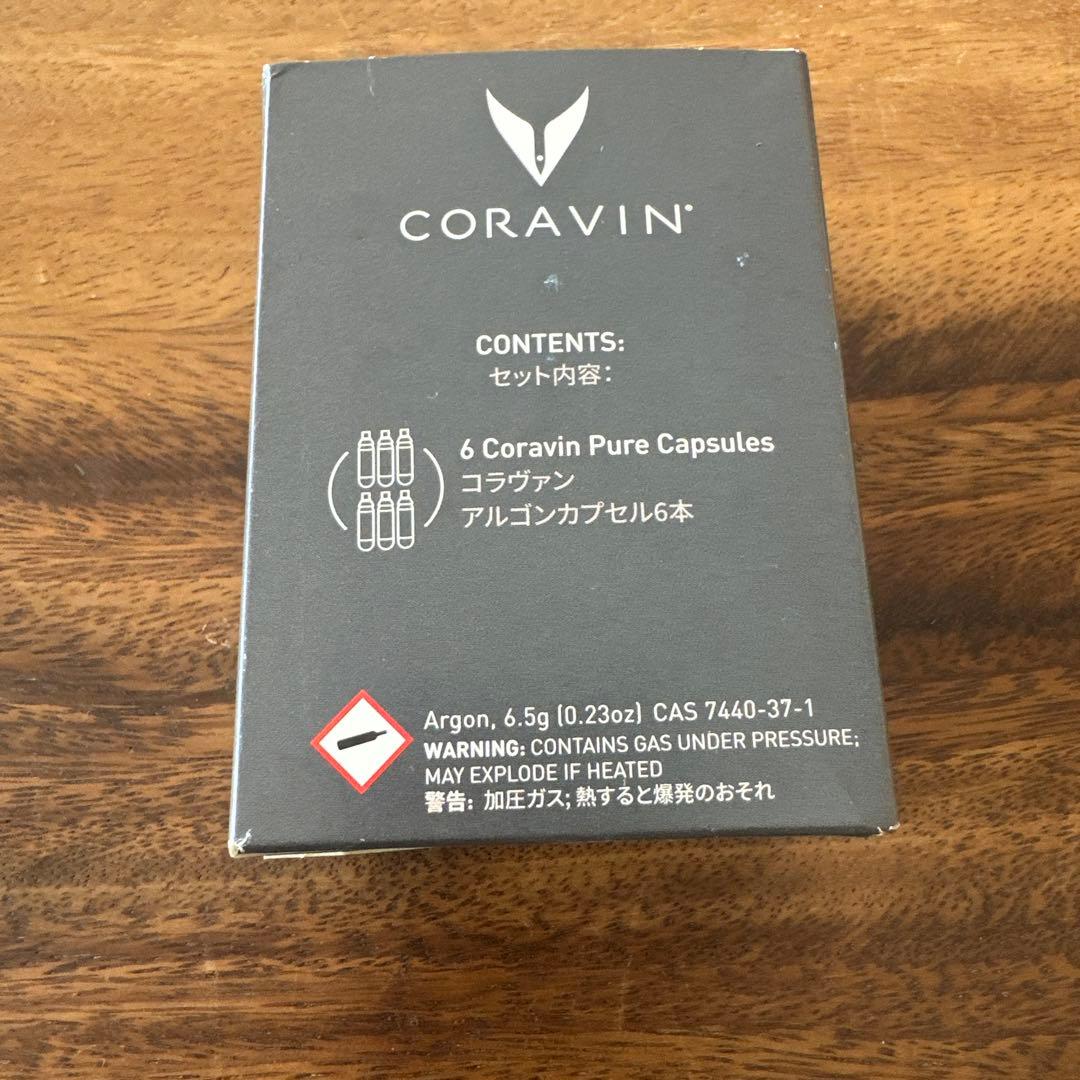 CORAVIN
CONTENTS:
セット内容:
6 Coravin Pure Capsules
コラヴァン
アルゴンカプセル6本
Argon, 6.5g (0.23oz) CAS 7440-37-1
WARNING: CONTAINS GAS UNDER PRESSURE;
MAY EXPLODE IF HEATED
警告: 加圧ガス; 熱すると爆発のおそれ